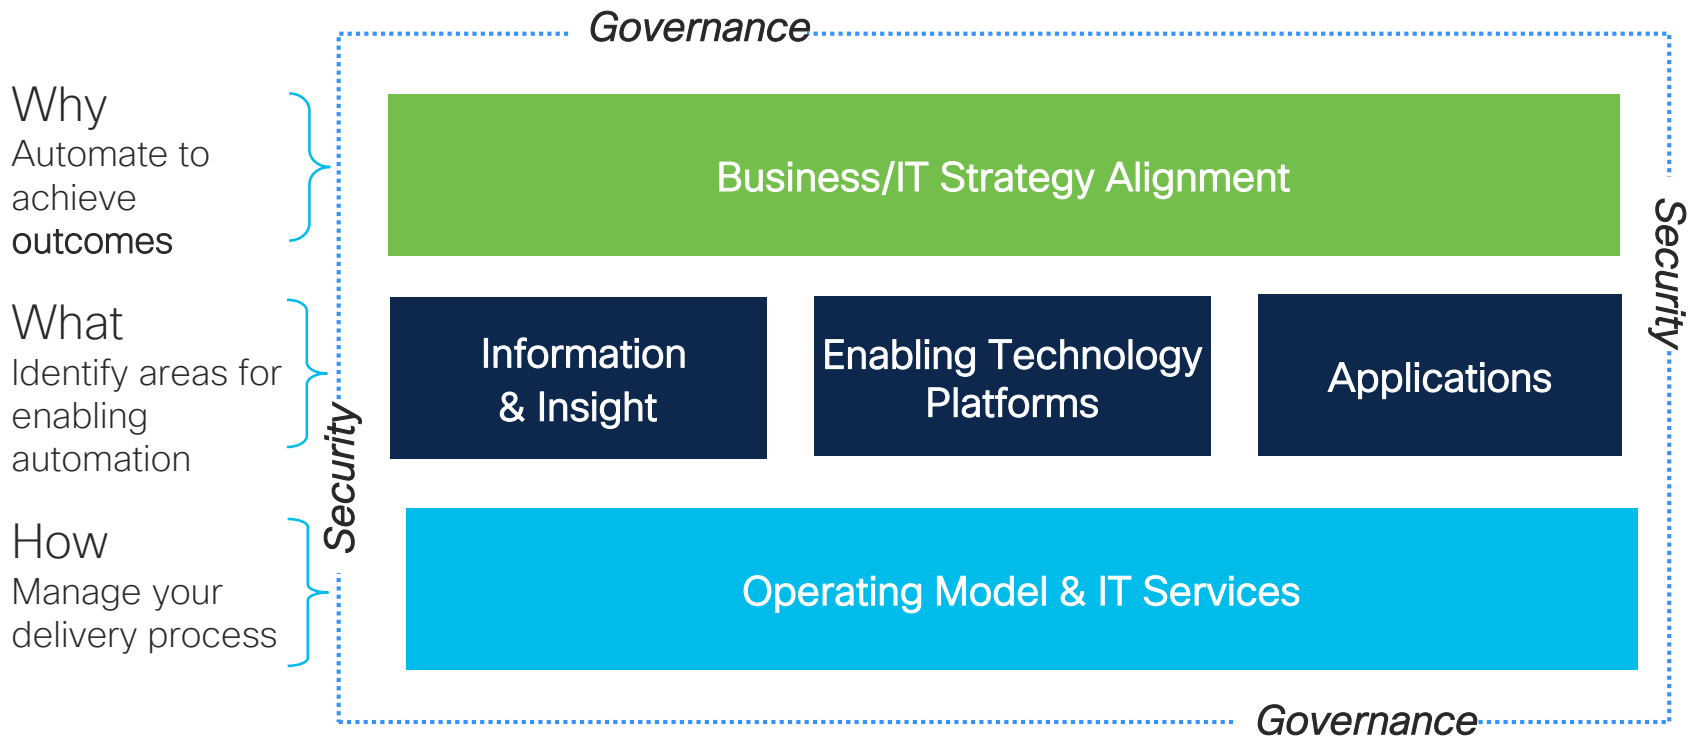 Governance
Why
Automate to
achieve
outcomes
Business/IT Strategy Alignment
Security
What
Identify areas for
enabling
automation
Information
& Insight
Enabling Technology
Platforms
Applications
Security
How
Manage your
delivery process
Operating Model & IT Services
Governance